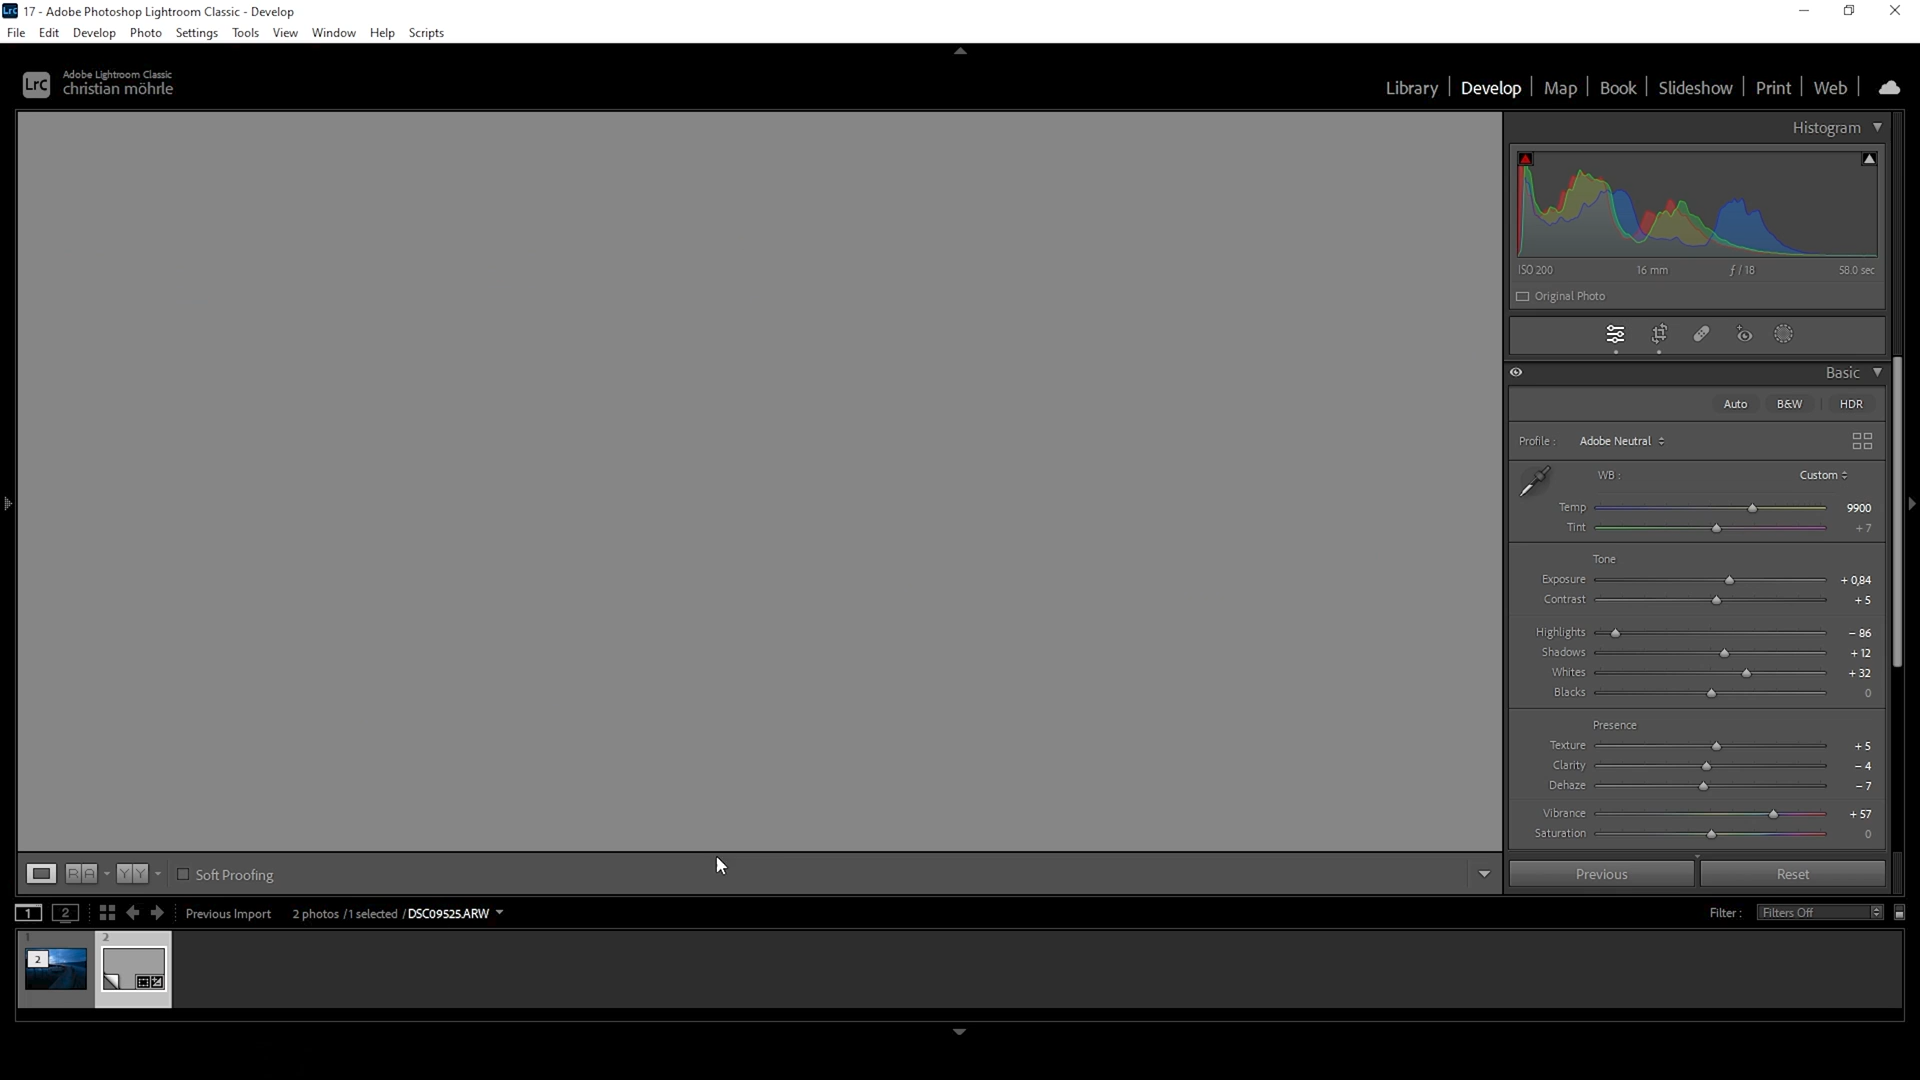 17 - Adobe Photoshop Lightroom Classic - Develop
File Edit Develop Photo Settings Tools View Window Help Scripts
LrC Adobe Lightroom Classic
christian möhrle
Library Develop Map Book Slideshow Print Web
Histogram
ISO 200 16 mm ƒ / 18 58.0 sec
Original Photo
Basic
Auto B&W HDR
Profile : Adobe Neutral
WB : Custom
Temp 9900
Tint + 7
Tone
Exposure + 0,84
Contrast + 5
Highlights − 86
Shadows + 12
Whites + 32
Blacks 0
Presence
Texture + 5
Clarity − 4
Dehaze − 7
Vibrance + 57
Saturation 0
R A Y Y Soft Proofing
Previous Reset
1 2 Previous Import 2 photos / 1 selected / DSC09525.ARW Filter : Filters Off
1 2
2